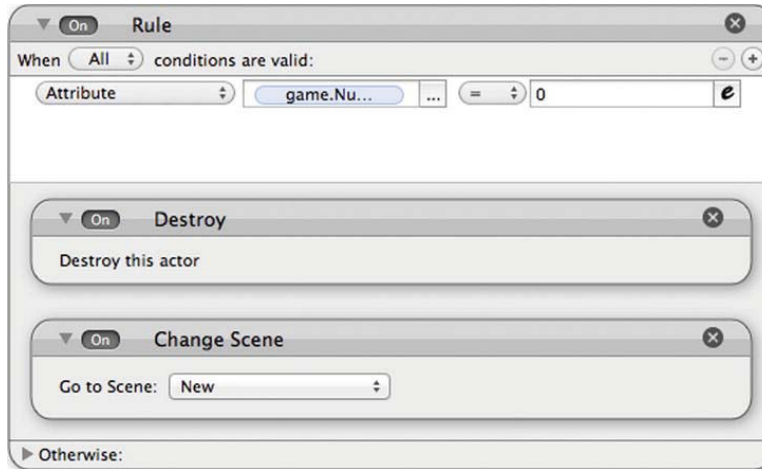 On Rule
When All conditions are valid:
Attribute game.Nu... ... = 0 e
On Destroy
Destroy this actor
On Change Scene
Go to Scene: New
Otherwise: